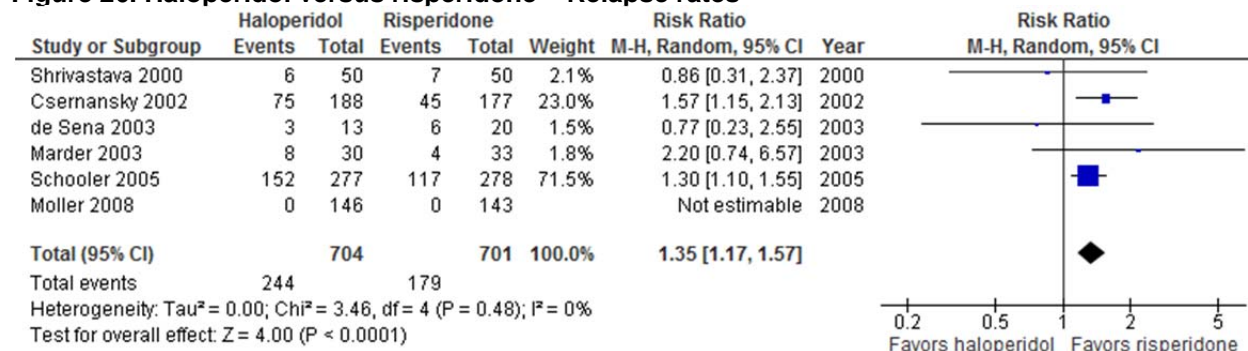 Haloperidol Risperidone Risk Ratio Risk Ratio
Study or Subgroup Events Total Events Total Weight M-H, Random, 95% CI Year M-H, Random, 95% CI
Shrivastava 2000 6 50 7 50 2.1% 0.86 [0.31, 2.37] 2000
Csernansky 2002 75 188 45 177 23.0% 1.57 [1.15, 2.13] 2002
de Sena 2003 3 13 6 20 1.5% 0.77 [0.23, 2.55] 2003
Marder 2003 8 30 4 33 1.8% 2.20 [0.74, 6.57] 2003
Schooler 2005 152 277 117 278 71.5% 1.30 [1.10, 1.55] 2005
Moller 2008 0 146 0 143 Not estimable 2008
Total (95% CI) 704 701 100.0% 1.35 [1.17, 1.57]
Total events 244 179
Heterogeneity: Tau² = 0.00; Chi² = 3.46, df = 4 (P = 0.48); I² = 0%
Test for overall effect: Z = 4.00 (P < 0.0001)
0.2 0.5 1 2 5
Favors haloperidol Favors risperidone